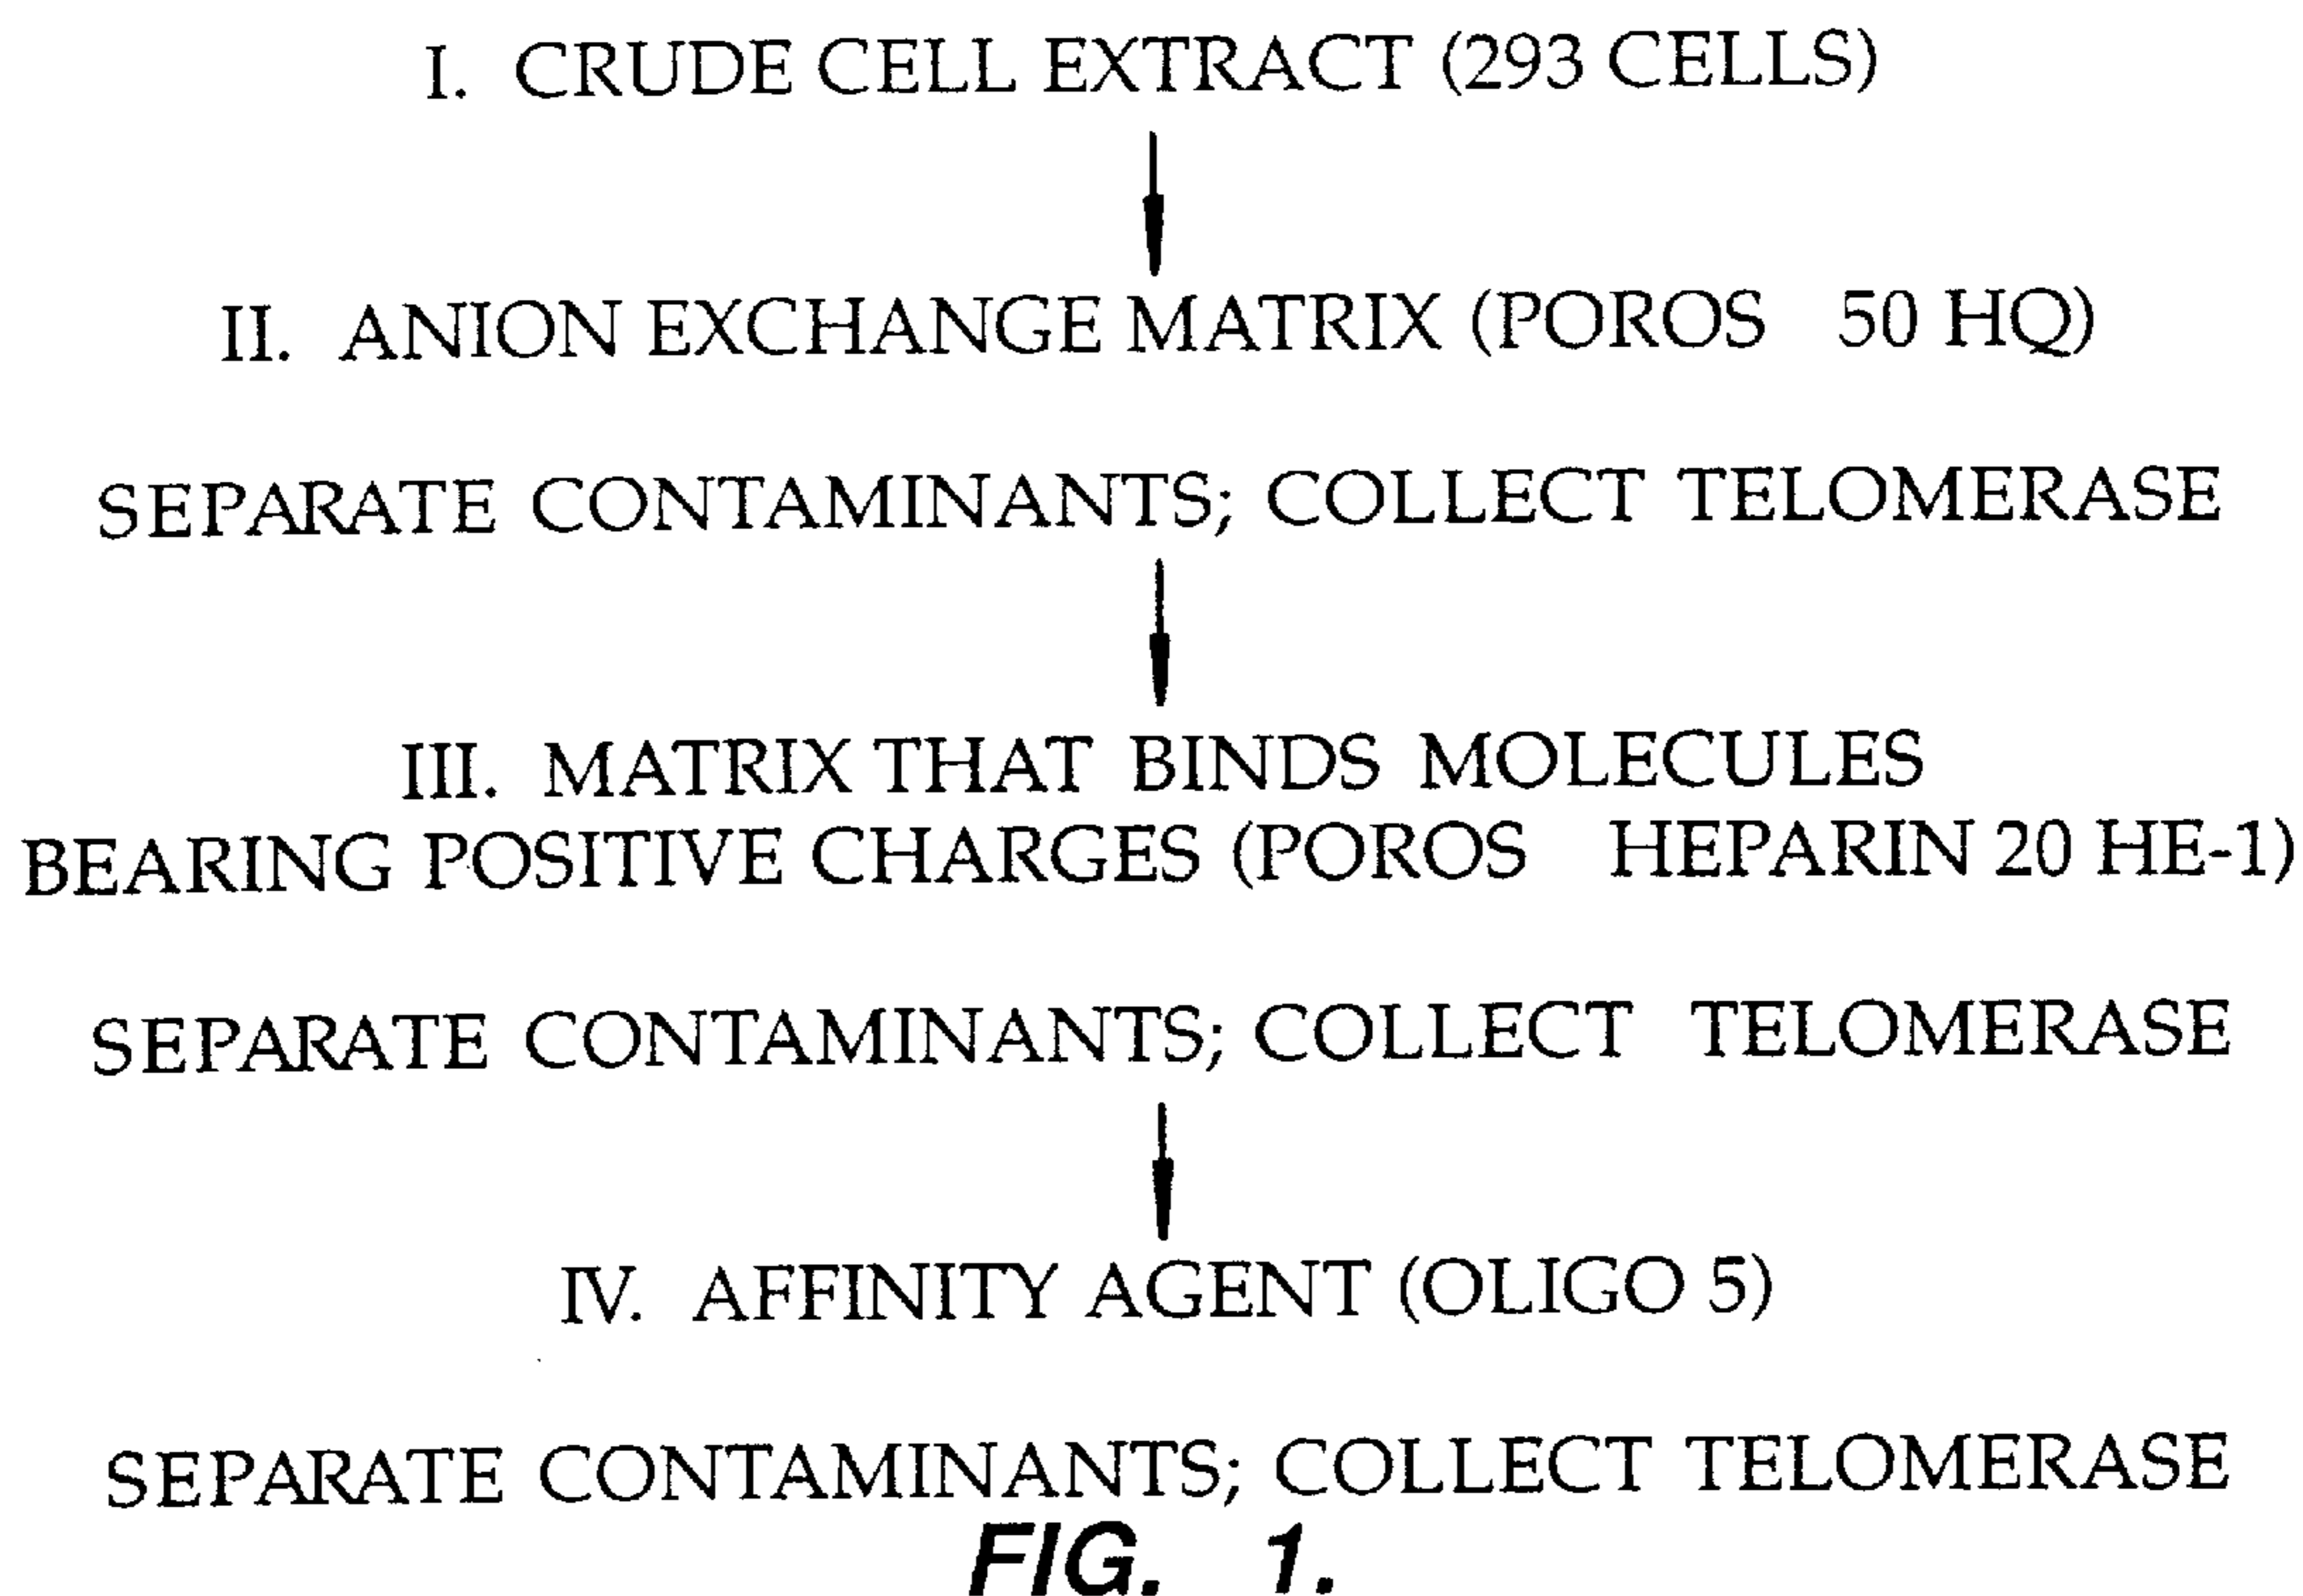 I. CRUDE CELL EXTRACT (293 CELLS)
II. ANION EXCHANGE MATRIX (POROS 50 HQ)
SEPARATE CONTAMINANTS; COLLECT TELOMERASE
III. MATRIX THAT BINDS MOLECULES
BEARING POSITIVE CHARGES (POROS HEPARIN 20 HE-1)
SEPARATE CONTAMINANTS; COLLECT TELOMERASE
IV. AFFINITY AGENT (OLIGO 5)
SEPARATE CONTAMINANTS; COLLECT TELOMERASE
FIG. 1.